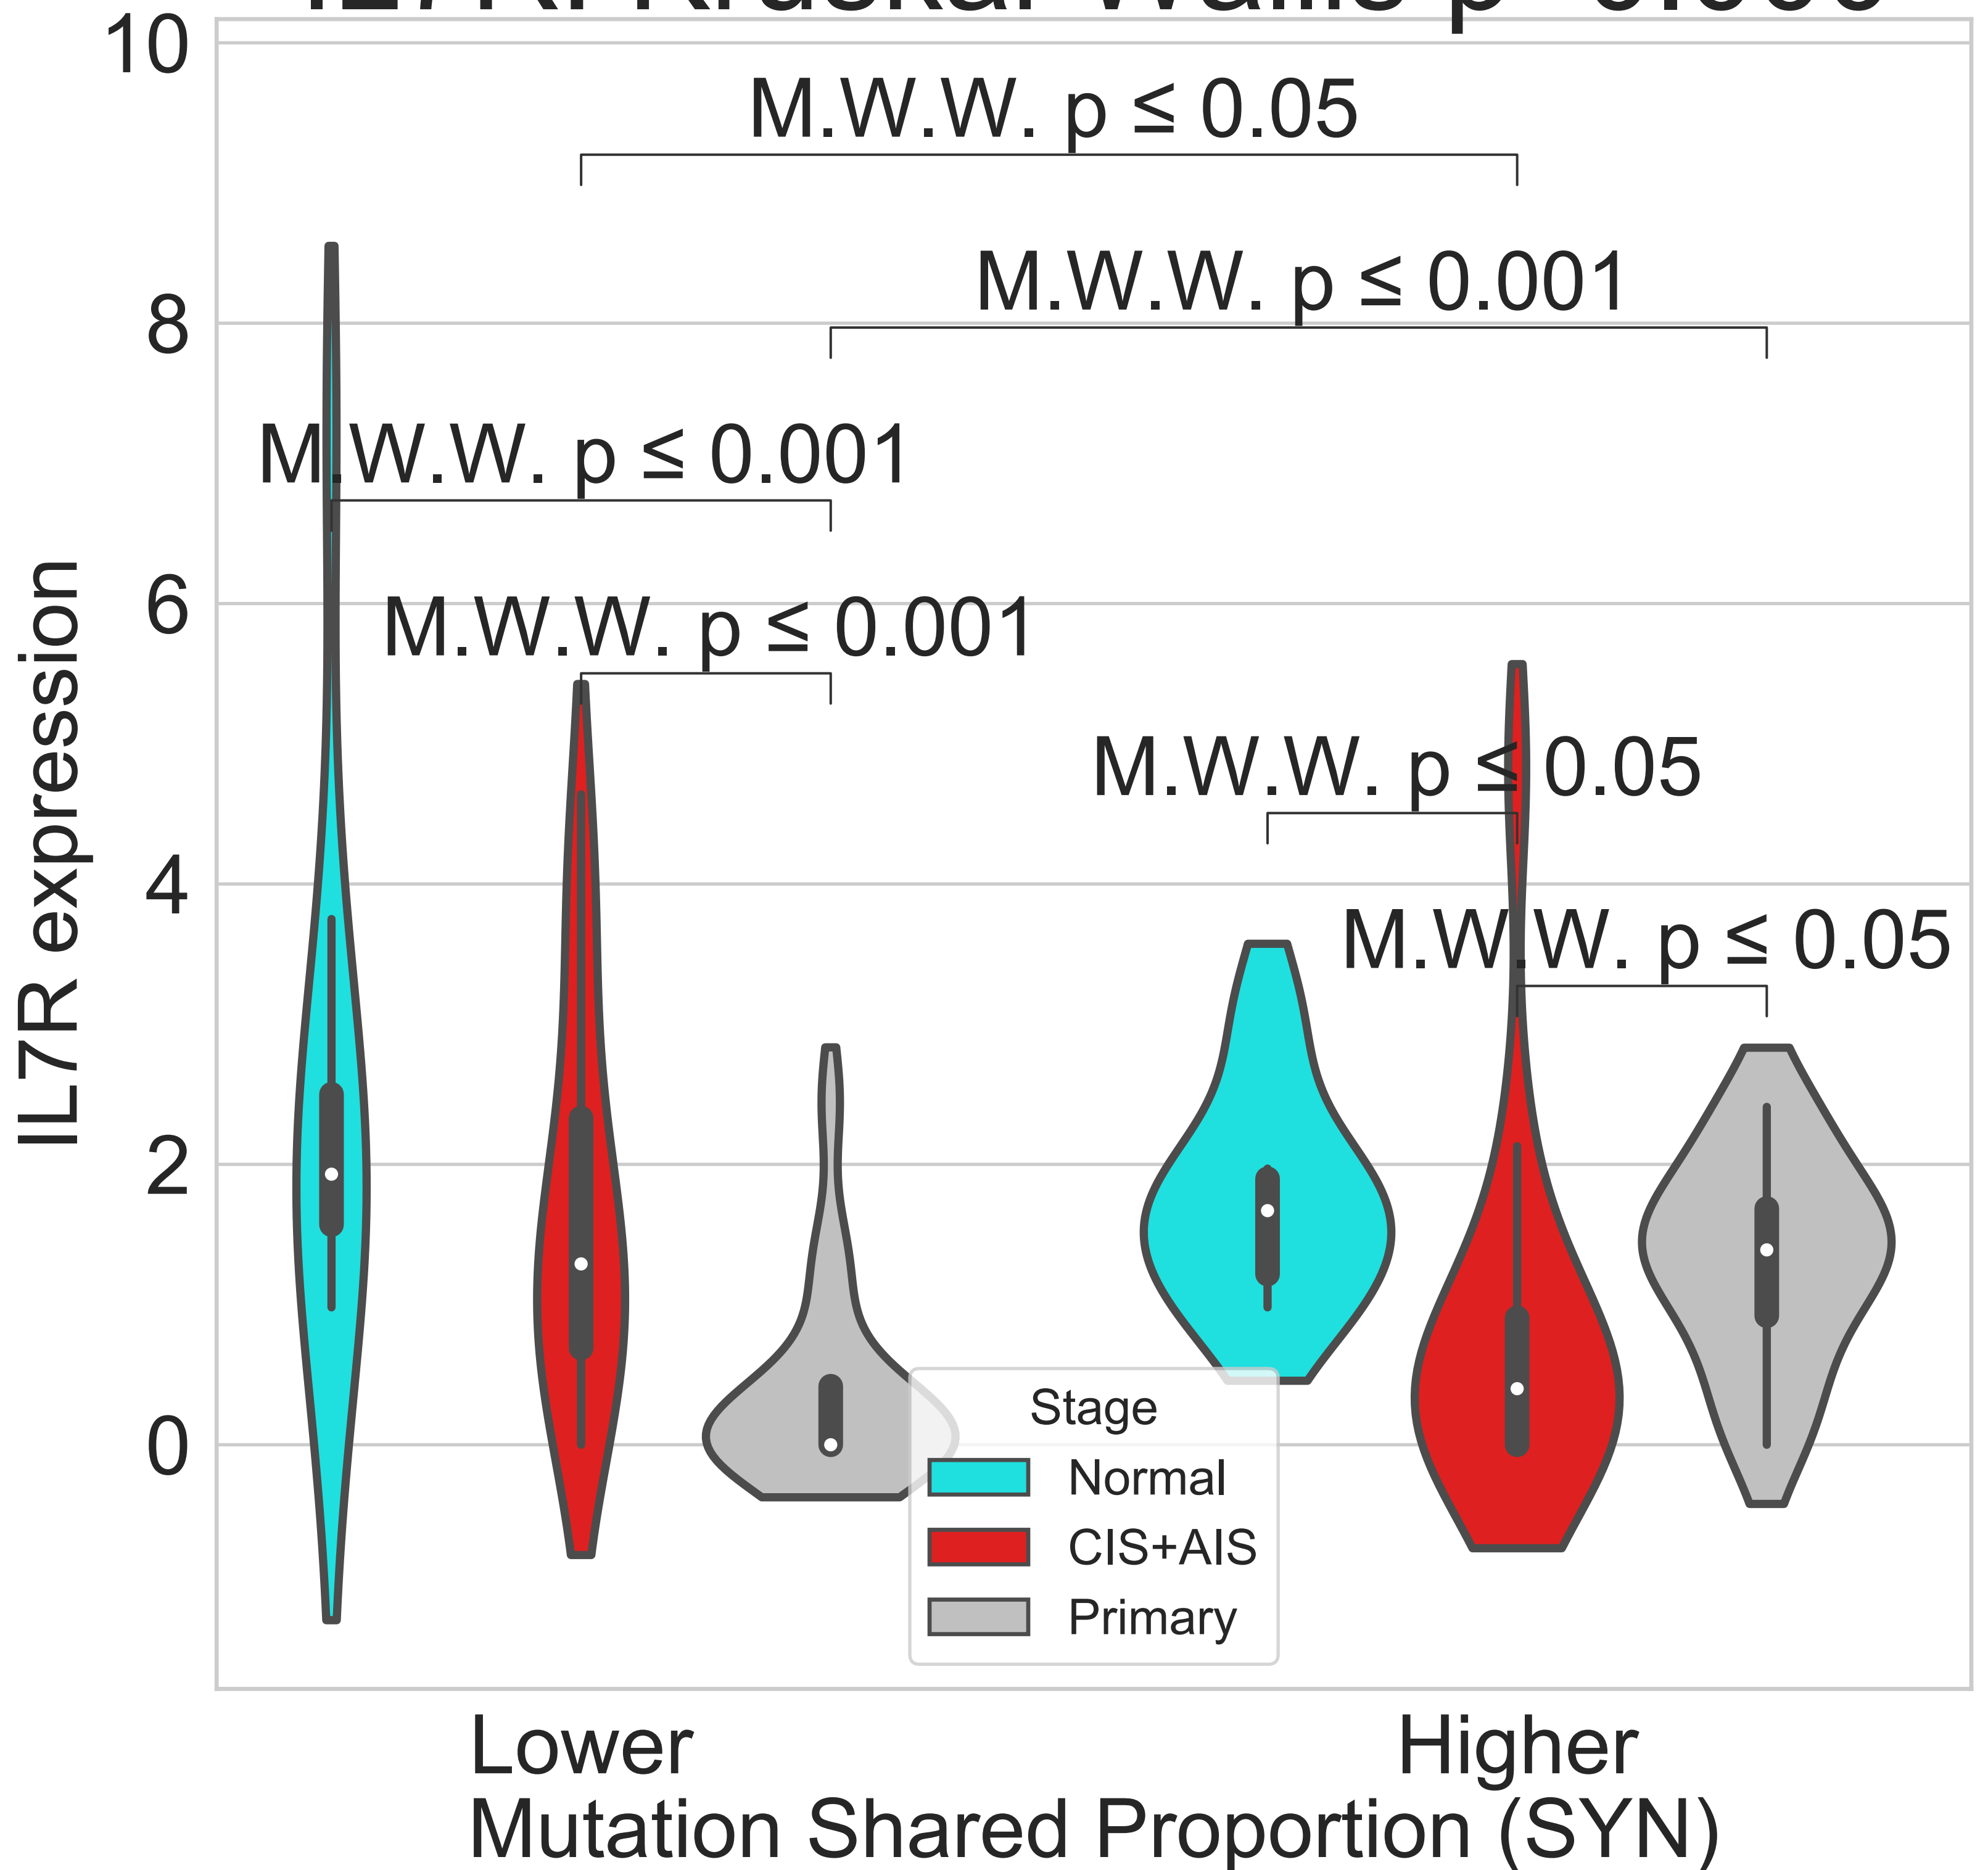 10
M.W.W. p ≤ 0.05
M.W.W. p ≤ 0.001
8
M.W.W. p ≤ 0.001
6
M.W.W. p ≤ 0.001
M.W.W. p ≤ 0.05
4
M.W.W. p ≤ 0.05
IL7R expression
2
0
Stage
Normal
CIS+AIS
Primary
Lower
Higher
Mutation Shared Proportion (SYN)